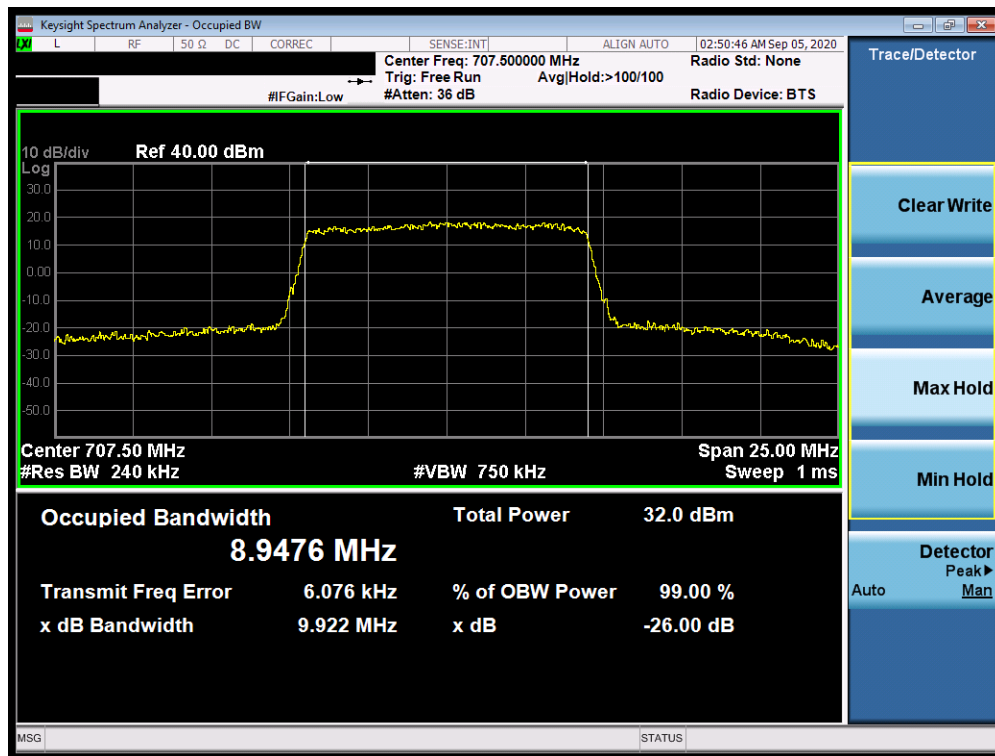 Keysight Spectrum Analyzer - Occupied BW
LXI L RF 50 Ω DC CORREC SENSE:INT ALIGN AUTO 02:50:46 AM Sep 05, 2020
Center Freq: 707.500000 MHz Radio Std: None
Trig: Free Run Avg|Hold:>100/100
#IFGain:Low #Atten: 36 dB Radio Device: BTS
Trace/Detector
10 dB/div Ref 40.00 dBm
Log
30.0
20.0
10.0
0.00
-10.0
-20.0
-30.0
-40.0
-50.0
Center 707.50 MHz Span 25.00 MHz
#Res BW 240 kHz #VBW 750 kHz Sweep 1 ms
Occupied Bandwidth Total Power 32.0 dBm
8.9476 MHz
Transmit Freq Error 6.076 kHz % of OBW Power 99.00 %
x dB Bandwidth 9.922 MHz x dB -26.00 dB
Clear Write
Average
Max Hold
Min Hold
Detector
Peak▶
Auto Man
MSG STATUS